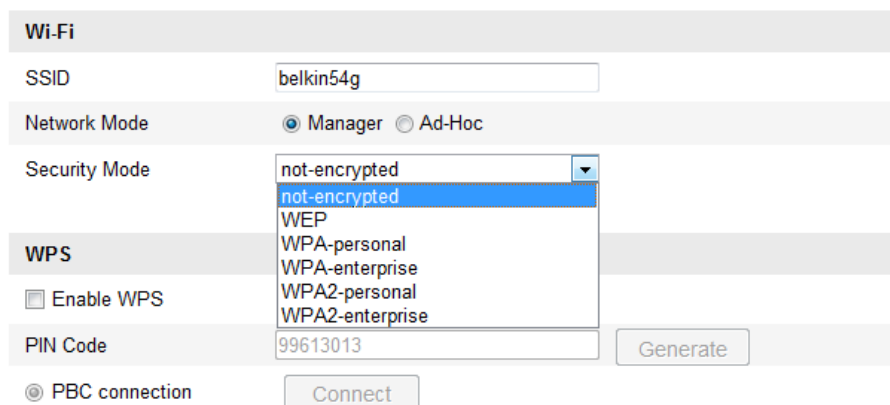 Wi-Fi
SSID belkin54g
Network Mode Manager Ad-Hoc
Security Mode not-encrypted
not-encrypted
WEP
WPA-personal
WPA-enterprise
WPA2-personal
WPA2-enterprise
WPS
Enable WPS
PIN Code 99613013 Generate
PBC connection Connect